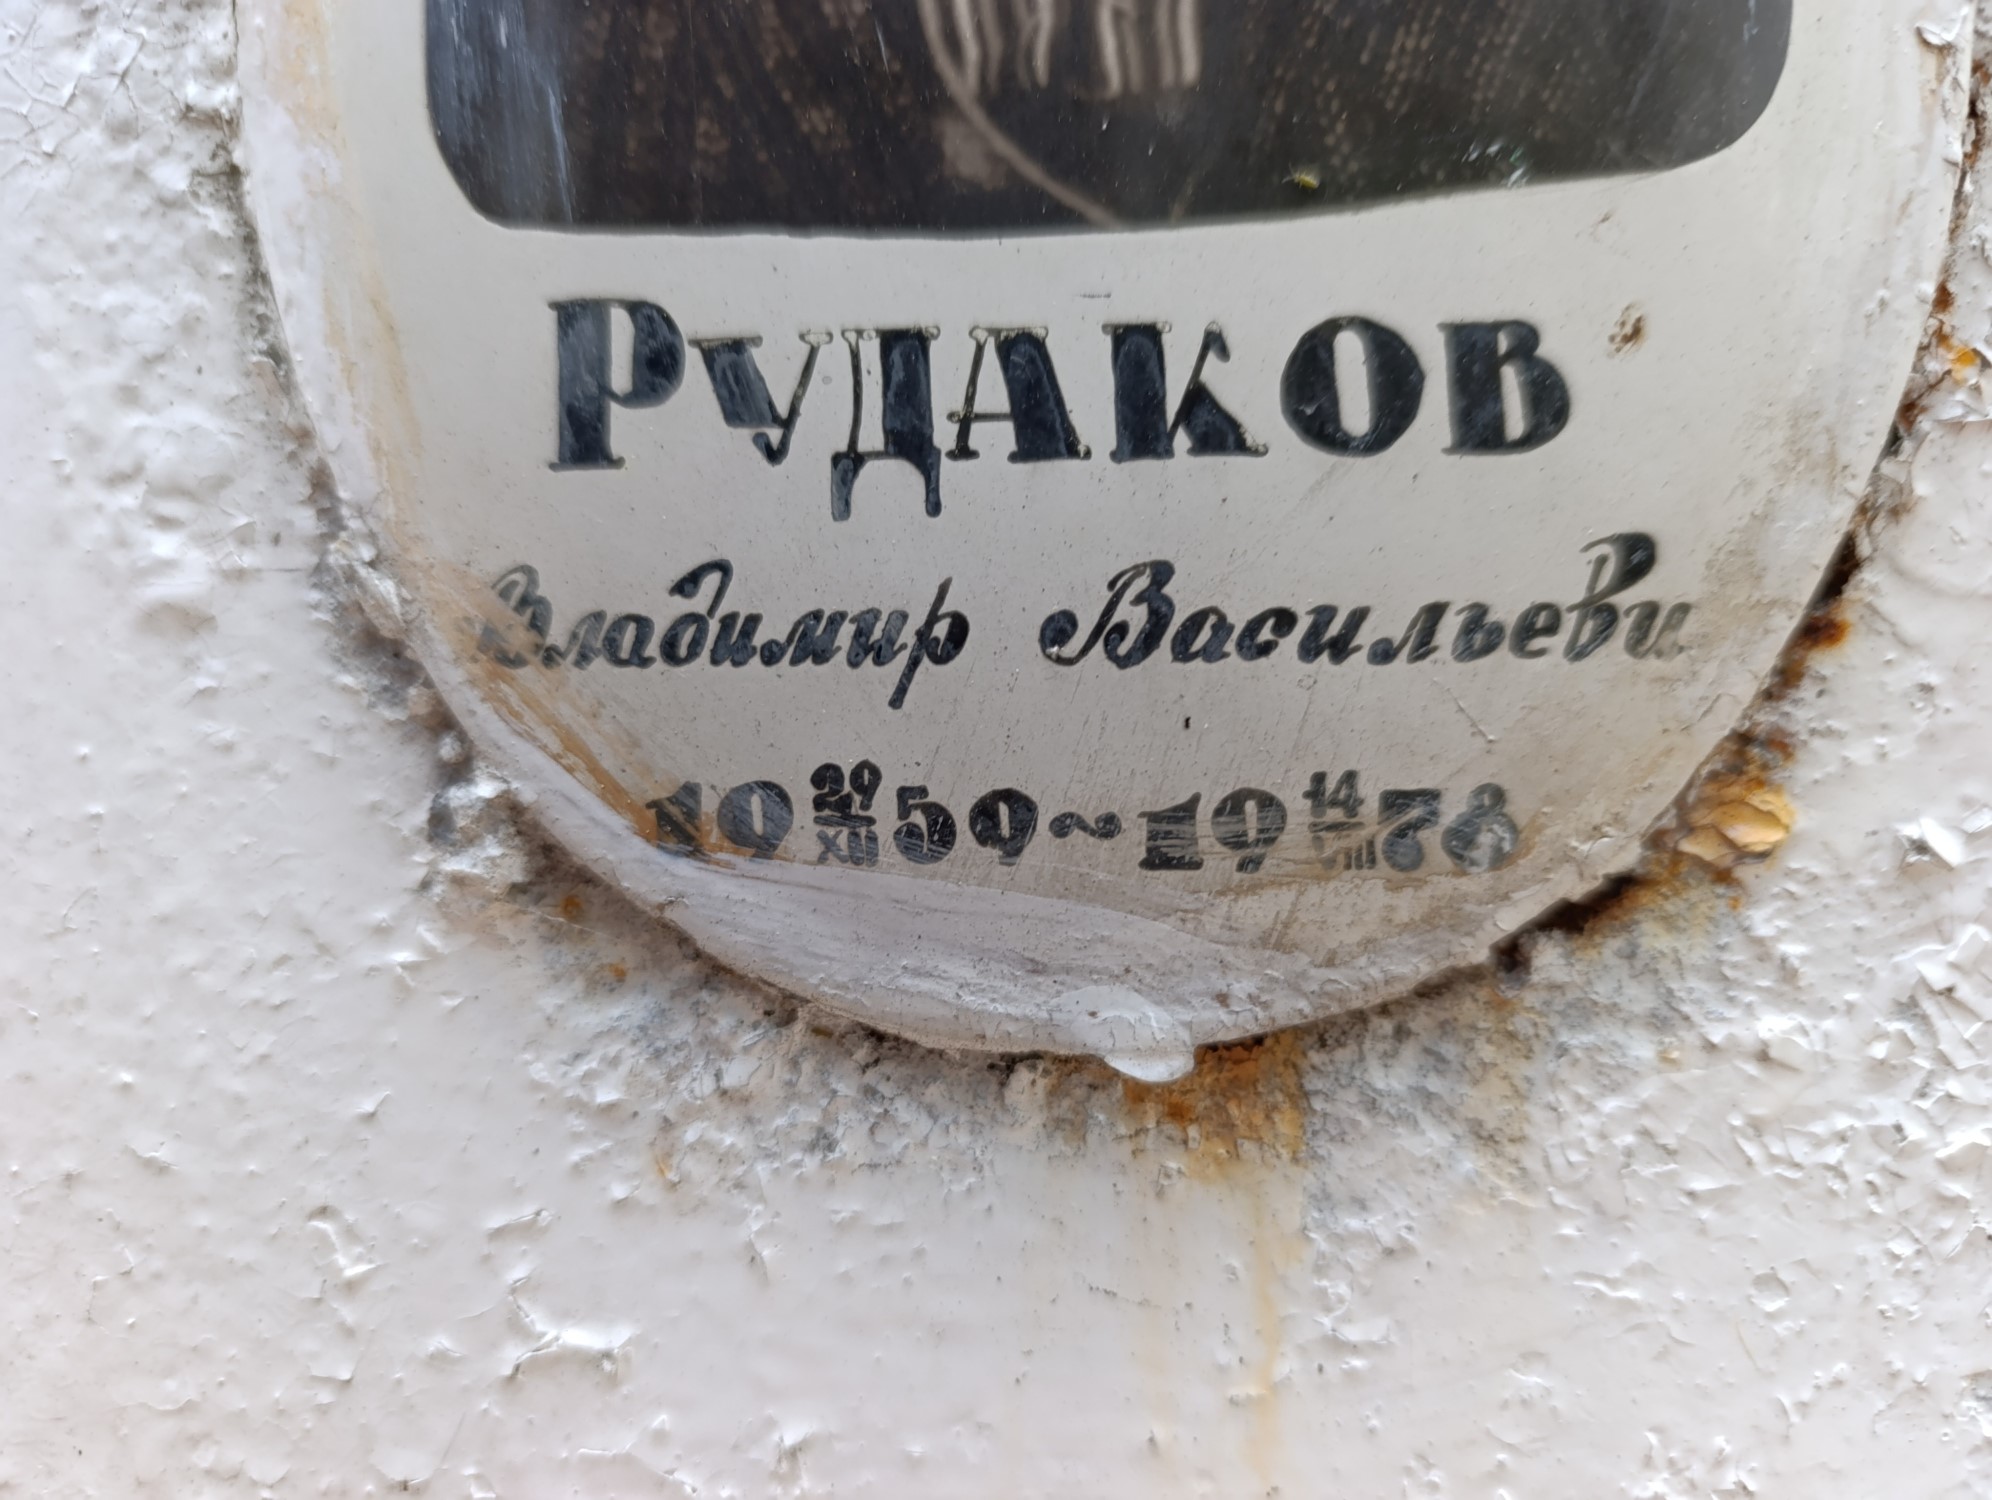 РУДАКОВ
Владимир Васильеви
19 29/XII 59 ~ 19 14/VIII 78